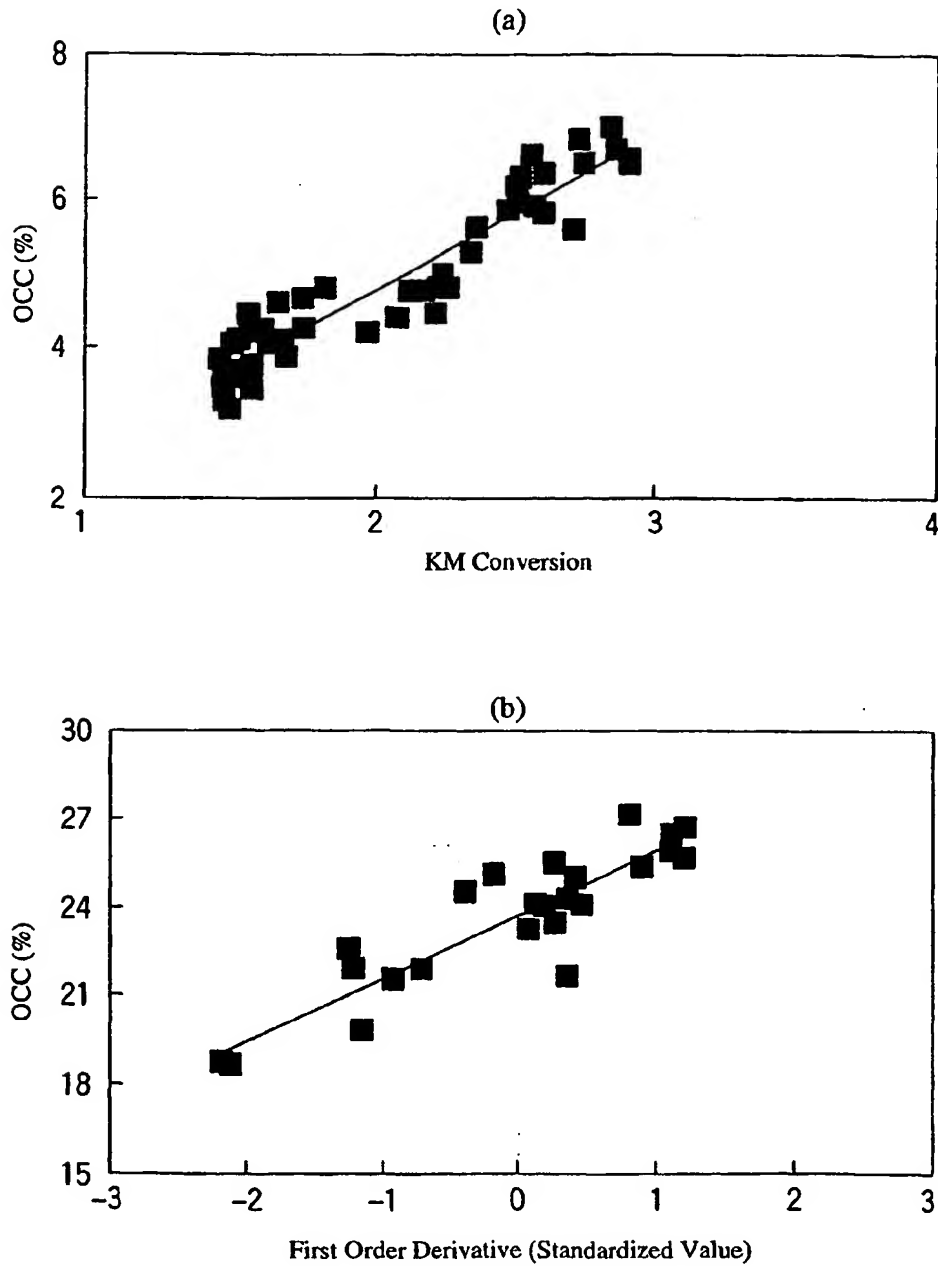 (a)
8
6
4
2
OCC (%)
1 2 3 4
KM Conversion
(b)
30
27
24
21
18
15
OCC (%)
−3 −2 −1 0 1 2 3
First Order Derivative (Standardized Value)